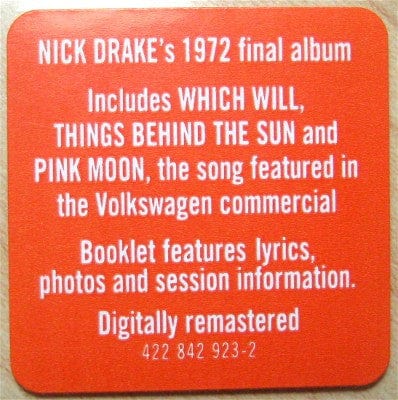 NICK DRAKE's 1972 final album
Includes WHICH WILL,
THINGS BEHIND THE SUN and
PINK MOON, the song featured in
the Volkswagen commercial
Booklet features lyrics,
photos and session information.
Digitally remastered
422 842 923-2